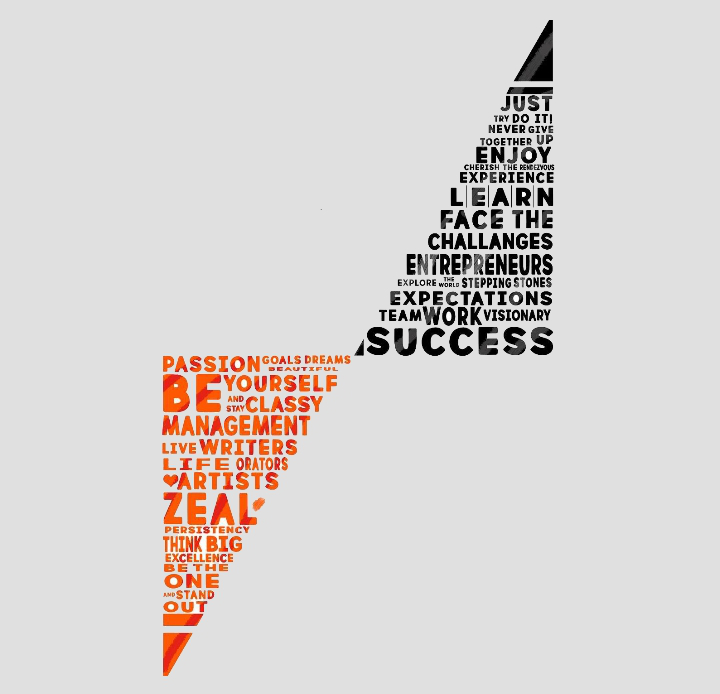 JUST
TRY DO IT!
NEVER GIVE
TOGETHER UP
ENJOY
CHERISH THE RENDEZVOUS
EXPERIENCE
LEARN
FACE THE
CHALLANGES
ENTREPRENEURS
EXPLORE THE WORLD STEPPING STONES
EXPECTATIONS
TEAMWORK VISIONARY
SUCCESS
PASSION GOALS DREAMS
BEAUTIFUL
BE YOURSELF
AND STAY CLASSY
MANAGEMENT
LIVE WRITERS
LIFE ORATORS
ARTISTS
ZEAL
PERSISTENCY
THINK BIG
EXCELLENCE
BE THE
ONE
AND STAND
OUT